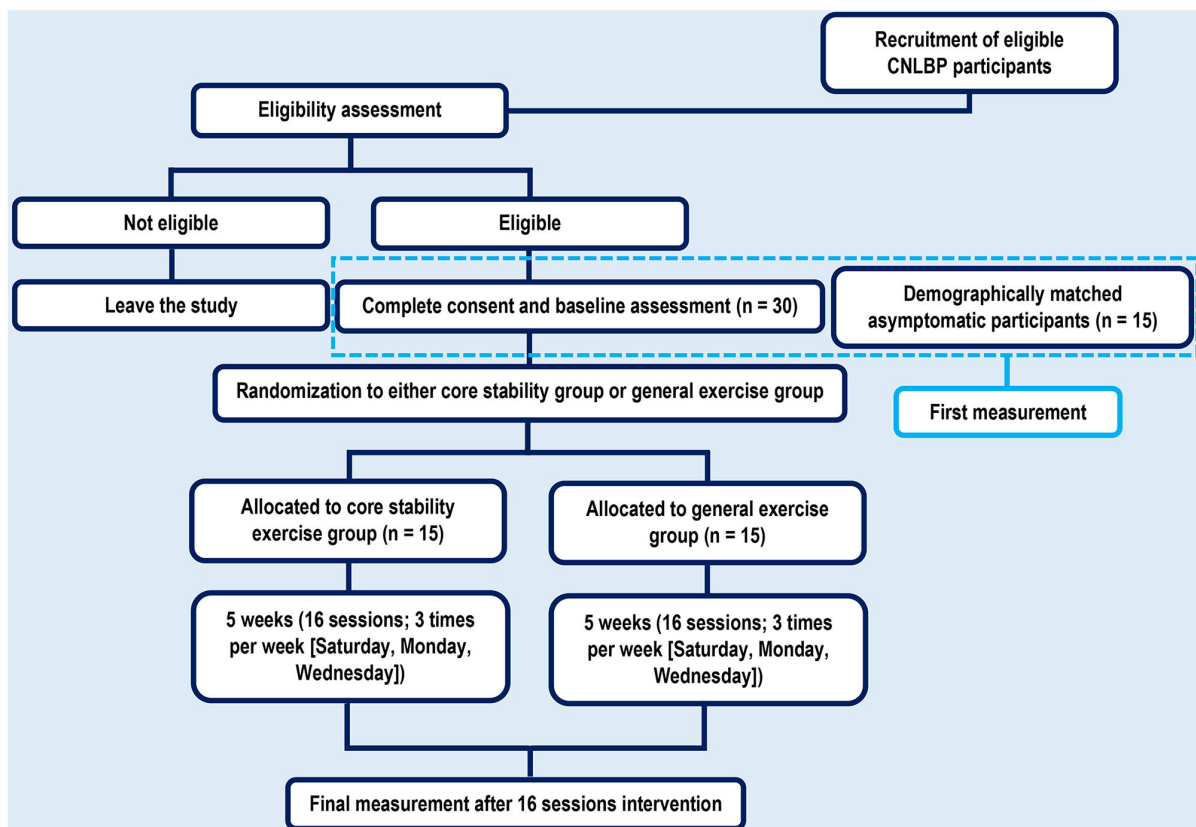 Recruitment of eligible
CNLBP participants
Eligibility assessment
Not eligible
Eligible
Leave the study
Complete consent and baseline assessment (n = 30)
Demographically matched
asymptomatic participants (n = 15)
Randomization to either core stability group or general exercise group
First measurement
Allocated to core stability
exercise group (n = 15)
Allocated to general exercise
group (n = 15)
5 weeks (16 sessions; 3 times
per week [Saturday, Monday,
Wednesday])
5 weeks (16 sessions; 3 times
per week [Saturday, Monday,
Wednesday])
Final measurement after 16 sessions intervention